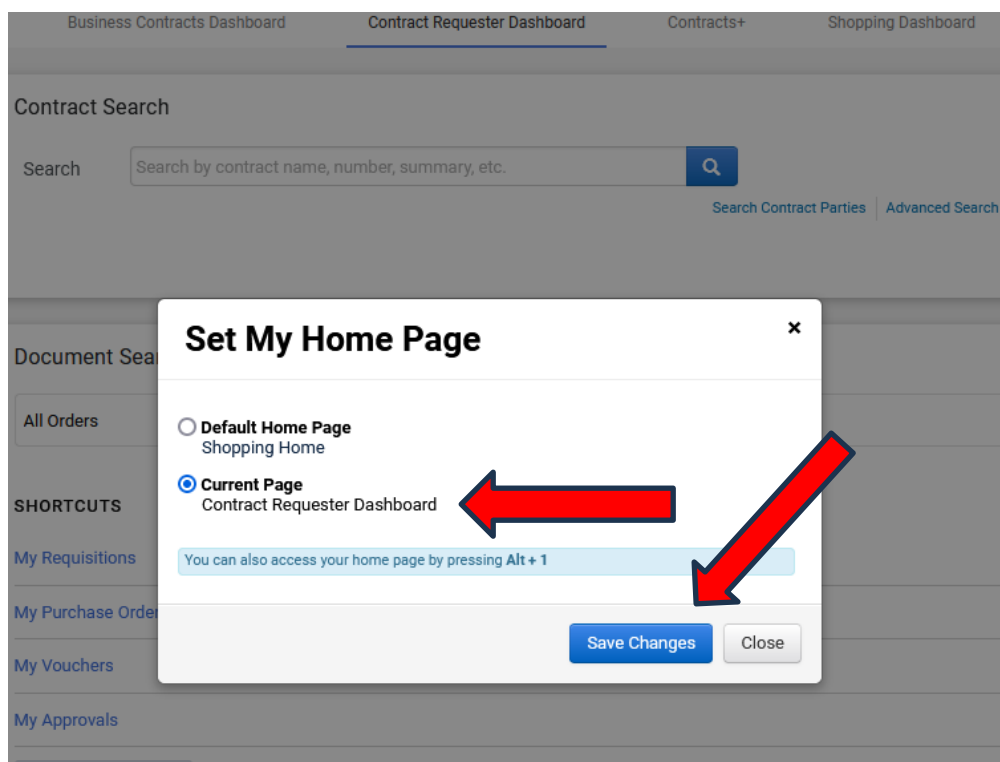 Business Contracts Dashboard Contract Requester Dashboard Contracts+ Shopping Dashboard
Contract Search
Search Search by contract name, number, summary, etc.
Search Contract Parties Advanced Search
Set My Home Page ×
Document Sea
All Orders
Default Home Page
Shopping Home
Current Page
Contract Requester Dashboard
SHORTCUTS
My Requisitions
You can also access your home page by pressing Alt + 1
My Purchase Order
Save Changes Close
My Vouchers
My Approvals